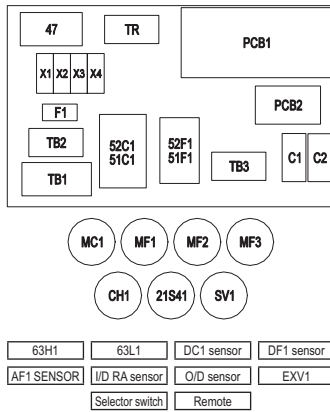 47
TR
PCB1
X1 X2 X3 X4
F1
PCB2
TB2
52C1
51C1
52F1
51F1
C1 C2
TB3
TB1
MC1 MF1 MF2 MF3
CH1 21S41 SV1
63H1 63L1 DC1 sensor DF1 sensor
AF1 SENSOR I/D RA sensor O/D sensor EXV1
Selector switch Remote